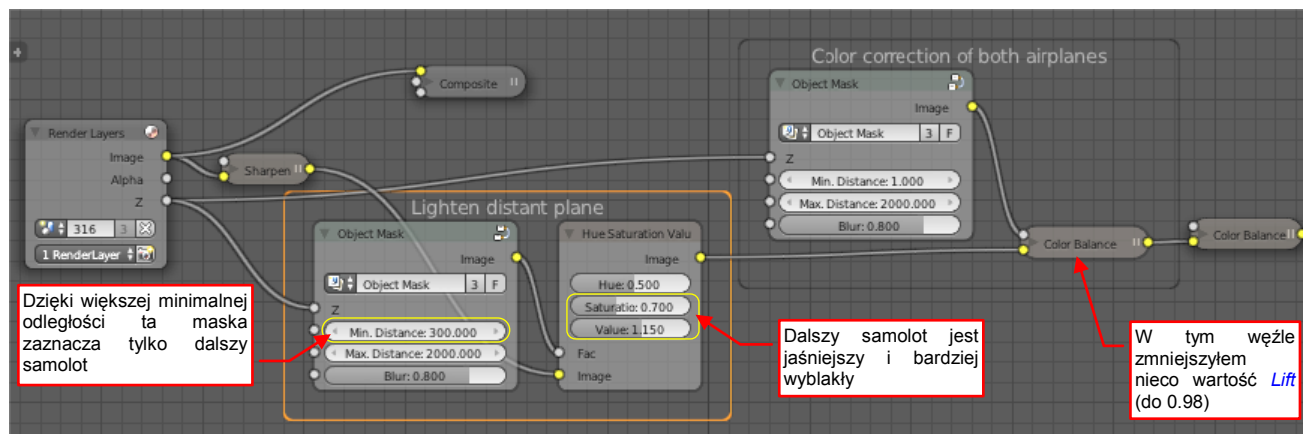 Color correction of both airplanes
Composite
Object Mask
Image
Object Mask 3 F
Z
Min. Distance: 1.000
Max. Distance: 2000.000
Blur: 0.800
Render Layers
Image
Alpha
Z
316 3
1 RenderLayer
Sharpen
Lighten distant plane
Object Mask
Image
Object Mask 3 F
Z
Min. Distance: 300.000
Max. Distance: 2000.000
Blur: 0.800
Hue Saturation Valu
Image
Hue: 0.500
Saturatio: 0.700
Value: 1.150
Fac
Image
Color Balance
Color Balance
Dzięki większej minimalnej
odległości ta maska
zaznacza tylko dalszy
samolot
Dalszy samolot jest
jaśniejszy i bardziej
wyblakły
W tym węźle
zmniejszyłem
nieco wartość Lift
(do 0.98)